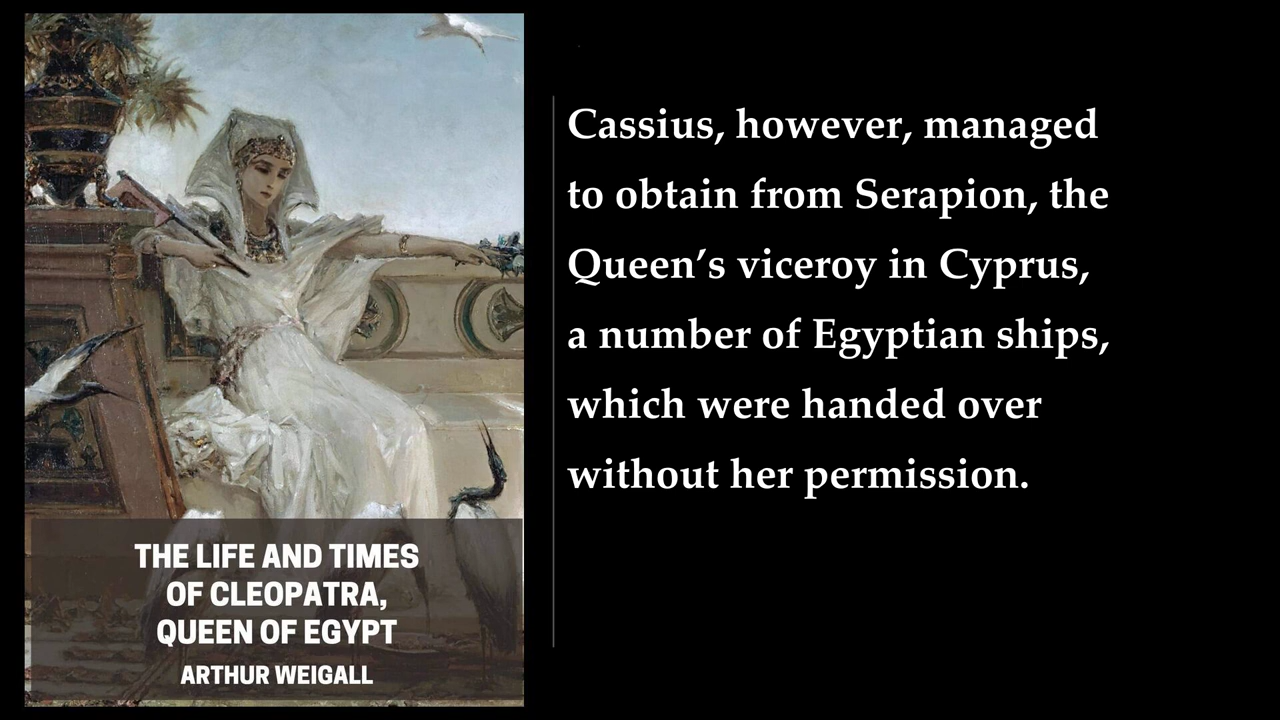 Cassius, however, managed
to obtain from Serapion, the
Queen’s viceroy in Cyprus,
a number of Egyptian ships,
which were handed over
without her permission.
THE LIFE AND TIMES
OF CLEOPATRA,
QUEEN OF EGYPT
ARTHUR WEIGALL